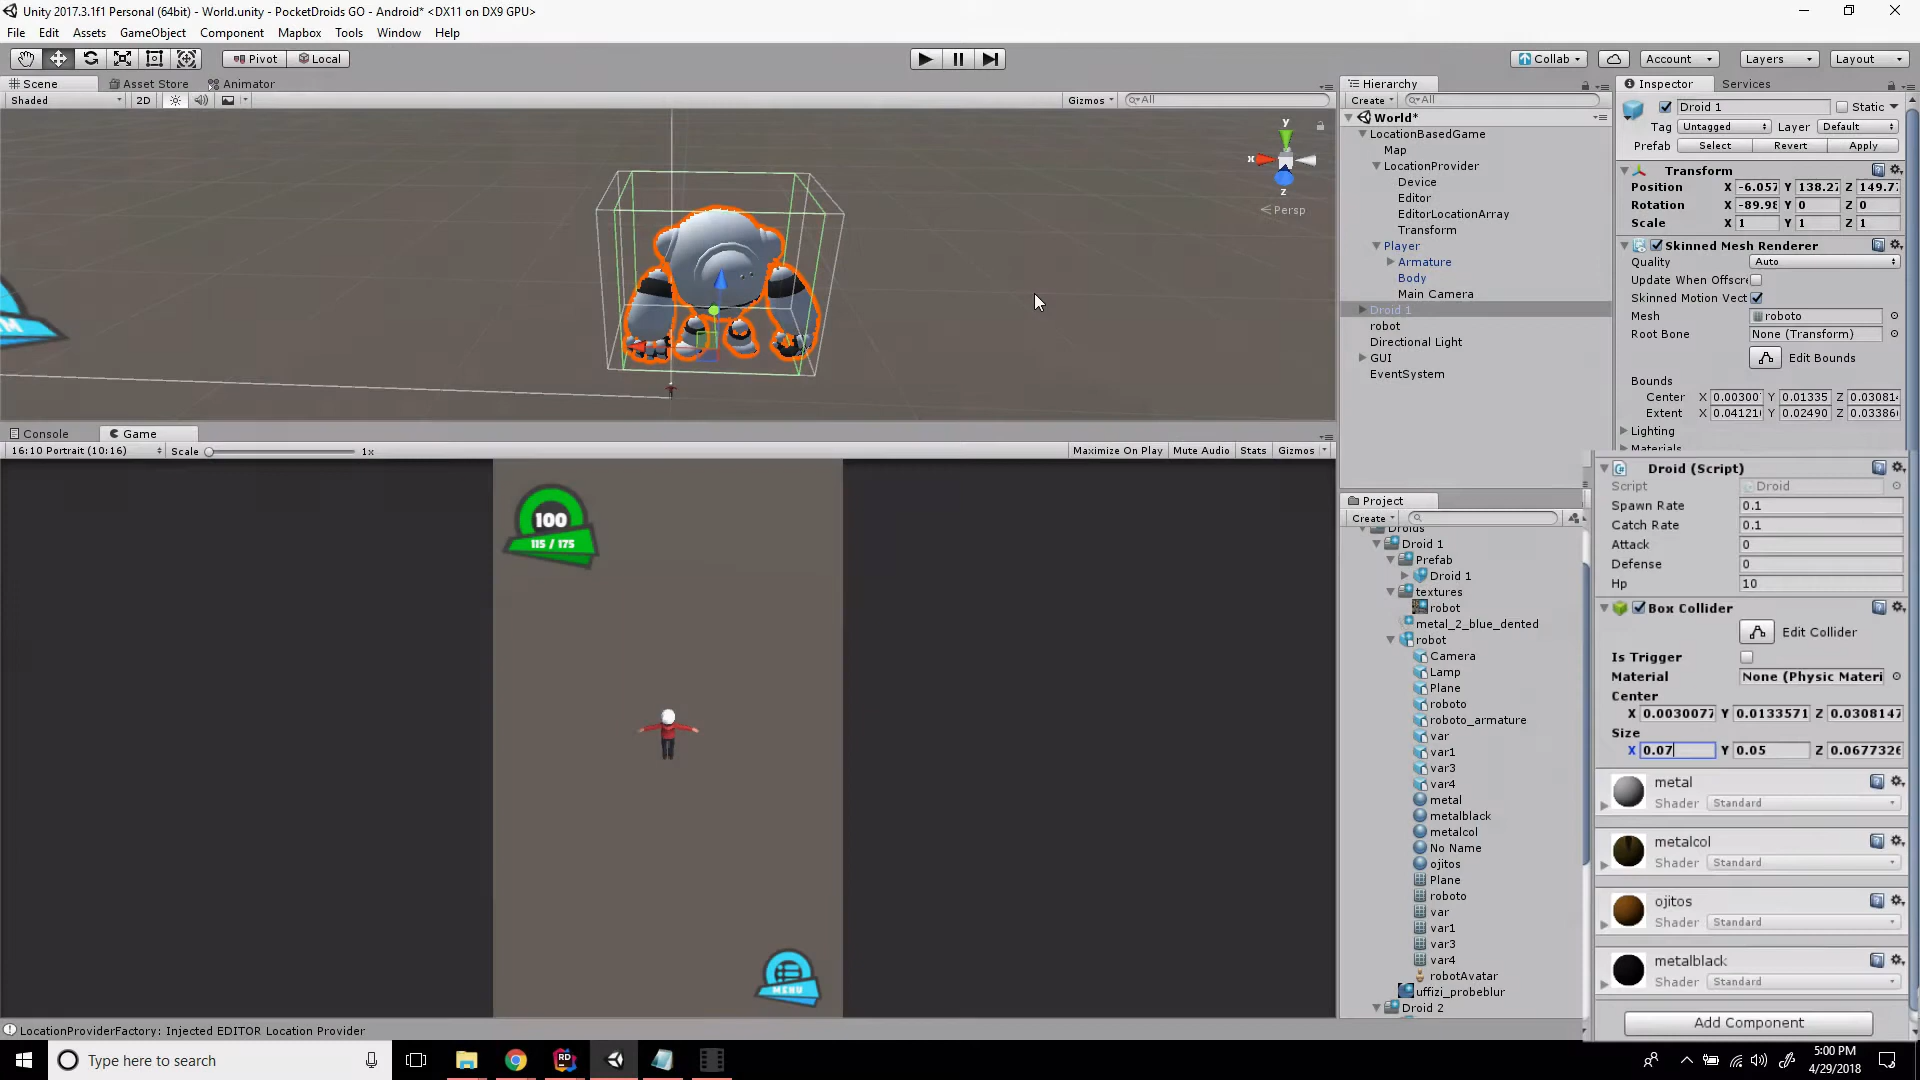 Unity 2017.3.1f1 Personal (64bit) - World.unity - PocketDroids GO - Android* <DX11 on DX9 GPU>
File Edit Assets GameObject Component Mapbox Tools Window Help
Pivot Local Collab Account Layers Layout
Scene Asset Store Animator
Shaded 2D Gizmos All
y
x
z
Persp
100
115 / 175
MENU
Console Game
16:10 Portrait (10:16) Scale 1x Maximize On Play Mute Audio Stats Gizmos
LocationProviderFactory: Injected EDITOR Location Provider
Hierarchy
Create All
World*
LocationBasedGame
Map
LocationProvider
Device
Editor
EditorLocationArray
Transform
Player
Armature
Body
Main Camera
Droid 1
robot
Directional Light
GUI
EventSystem
Project
Create
Droids
Droid 1
Prefab
Droid 1
textures
robot
metal_2_blue_dented
robot
Camera
Lamp
Plane
roboto
roboto_armature
var
var1
var3
var4
metal
metalblack
metalcol
No Name
ojitos
Plane
roboto
var
var1
var3
var4
robotAvatar
uffizi_probeblur
Droid 2
Inspector Services
Droid 1 Static
Tag Untagged Layer Default
Prefab Select Revert Apply
Transform
Position X -6.057 Y 138.27 Z 149.77
Rotation X -89.98 Y 0 Z 0
Scale X 1 Y 1 Z 1
Skinned Mesh Renderer
Quality Auto
Update When Offscre
Skinned Motion Vect
Mesh roboto
Root Bone None (Transform)
Edit Bounds
Bounds
Center X 0.00300 Y 0.01335 Z 0.03081
Extent X 0.04121 Y 0.02490 Z 0.03386
Lighting
Materials
Droid (Script)
Script Droid
Spawn Rate 0.1
Catch Rate 0.1
Attack 0
Defense 0
Hp 10
Box Collider
Edit Collider
Is Trigger
Material None (Physic Materi
Center
X 0.0030077 Y 0.0133571 Z 0.0308147
Size
X 0.07 Y 0.05 Z 0.0677326
metal
Shader Standard
metalcol
Shader Standard
ojitos
Shader Standard
metalblack
Shader Standard
Add Component
Type here to search
5:00 PM
4/29/2018